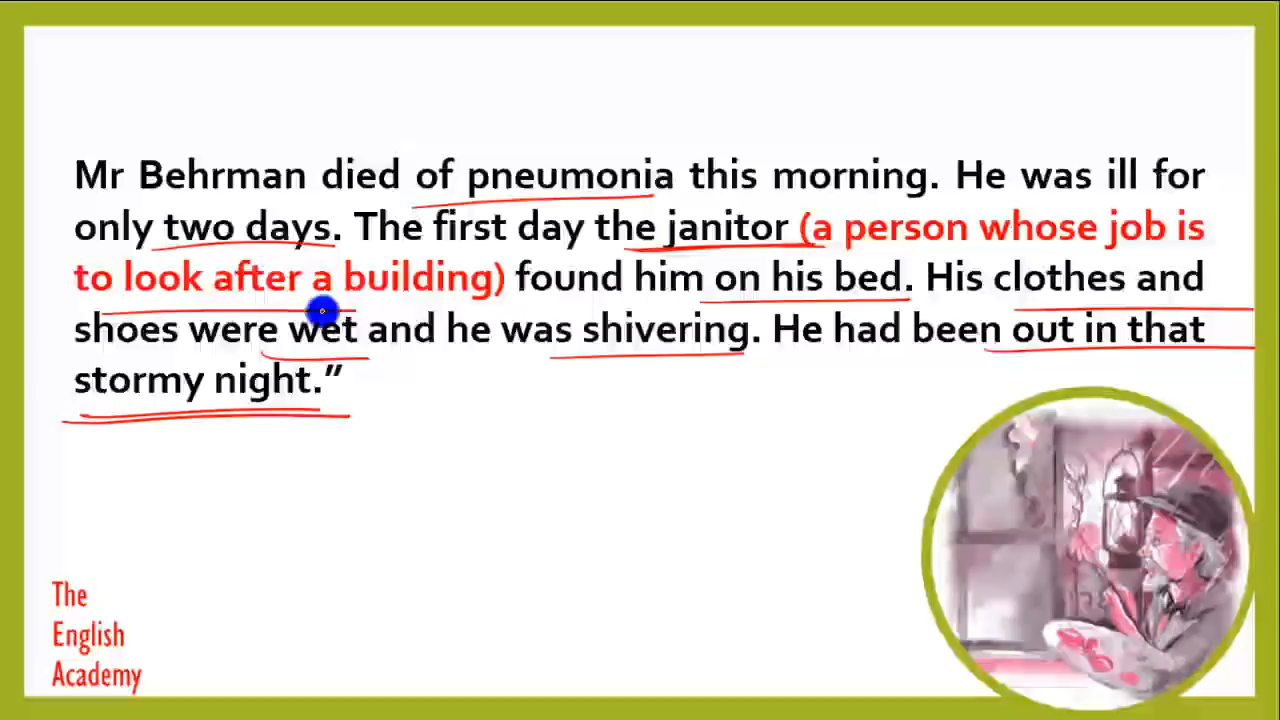 Mr Behrman died of pneumonia this morning. He was ill for
only two days. The first day the janitor (a person whose job is
to look after a building) found him on his bed. His clothes and
shoes were wet and he was shivering. He had been out in that
stormy night.”
The
English
Academy